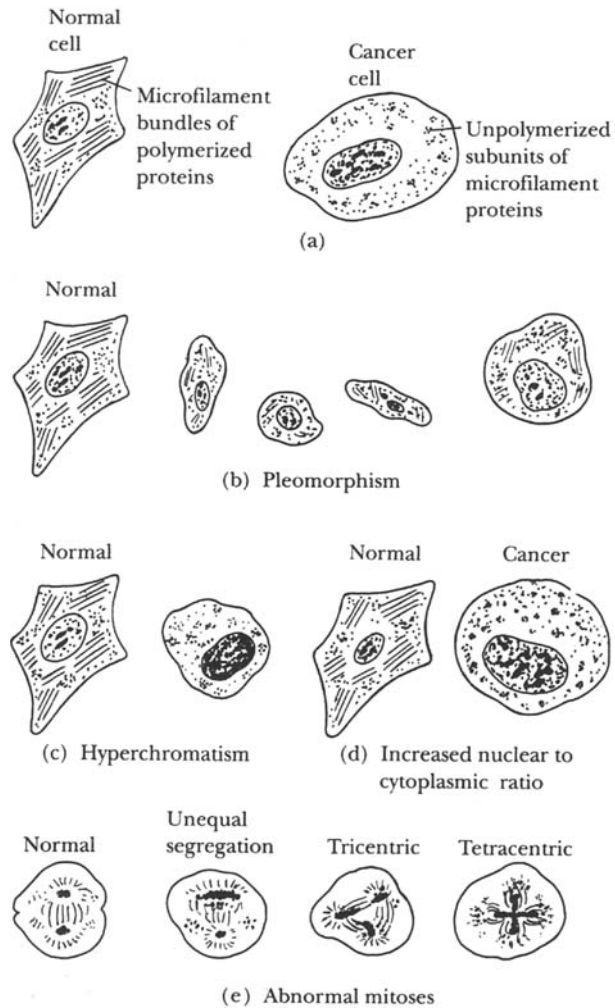 Normal
cell
Microfilament
bundles of
polymerized
proteins
Cancer
cell
Unpolymerized
subunits of
microfilament
proteins
(a)
Normal
(b) Pleomorphism
Normal
(c) Hyperchromatism
Normal
Cancer
(d) Increased nuclear to
cytoplasmic ratio
Normal
Unequal
segregation
Tricentric
Tetracentric
(e) Abnormal mitoses